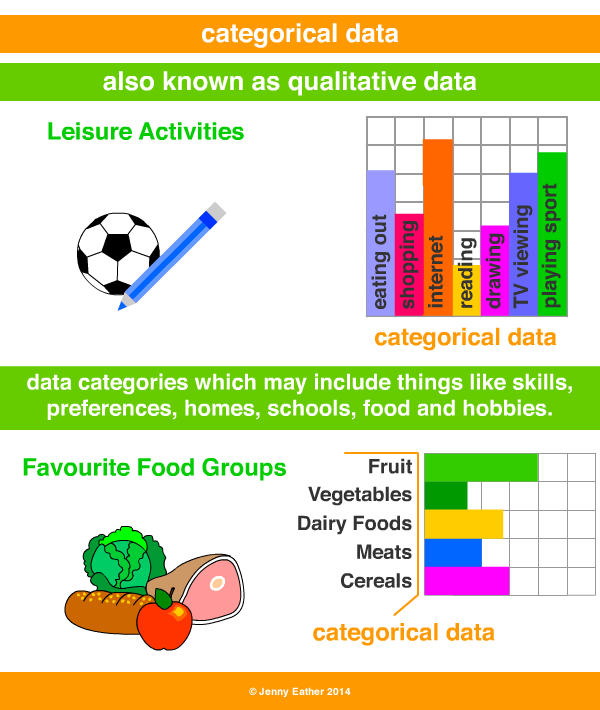 categorical data
also known as qualitative data
Leisure Activities
eating out
shopping
internet
reading
drawing
TV viewing
playing sport
categorical data
data categories which may include things like skills,
preferences, homes, schools, food and hobbies.
Favourite Food Groups
Fruit
Vegetables
Dairy Foods
Meats
Cereals
categorical data
© Jenny Eather 2014